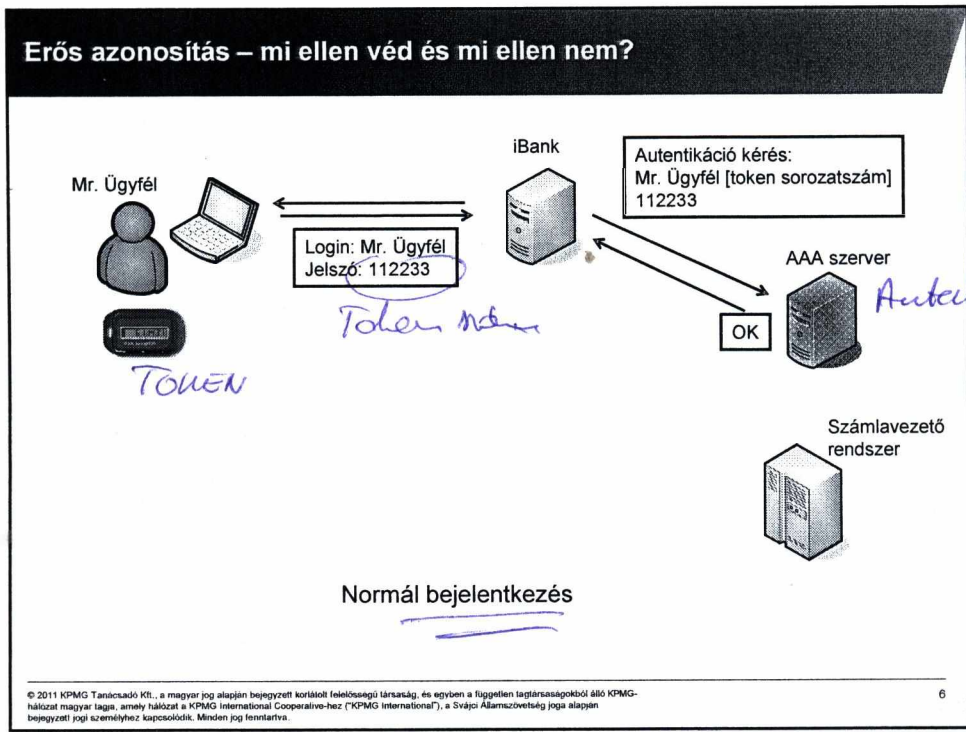 Erős azonosítás – mi ellen véd és mi ellen nem?
iBank
Autentikáció kérés:
Mr. Ügyfél [token sorozatszám]
112233
Mr. Ügyfél
Login: Mr. Ügyfél
Jelszó: 112233
AAA szerver
OK
Token
TOKEN
Számlavezető
rendszer
Normál bejelentkezés
© 2011 KPMG Tanácsadó Kft., a magyar jog alapján bejegyzett korlátolt felelősségű társaság, és egyben a független tagtársaságokból álló KPMG-
hálózat magyar tagja, amely hálózat a KPMG International Cooperative-hez ("KPMG International"), a Svájci Államszövetség joga alapján
bejegyzett jogi személyhez kapcsolódik. Minden jog fenntartva.
6